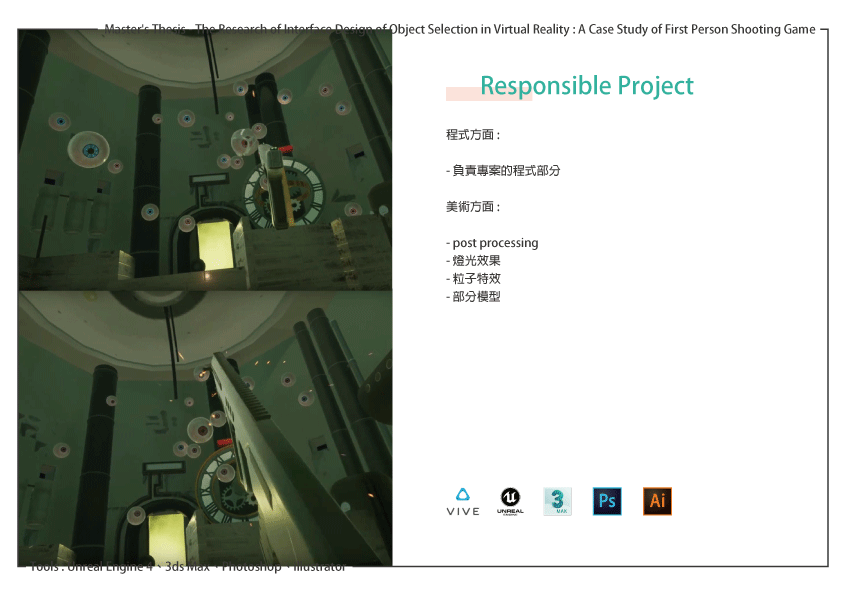 Master's Thesis - The Research of Interface Design of Object Selection in Virtual Reality : A Case Study of First Person Shooting Game
Responsible Project
程式方面 :
- 負責專案的程式部分
美術方面 :
- post processing
- 燈光效果
- 粒子特效
- 部分模型
VIVE
UNREAL
3
MAX
Ps
Ai
Tools : Unreal Engine 4、3ds Max、Photoshop、Illustrator